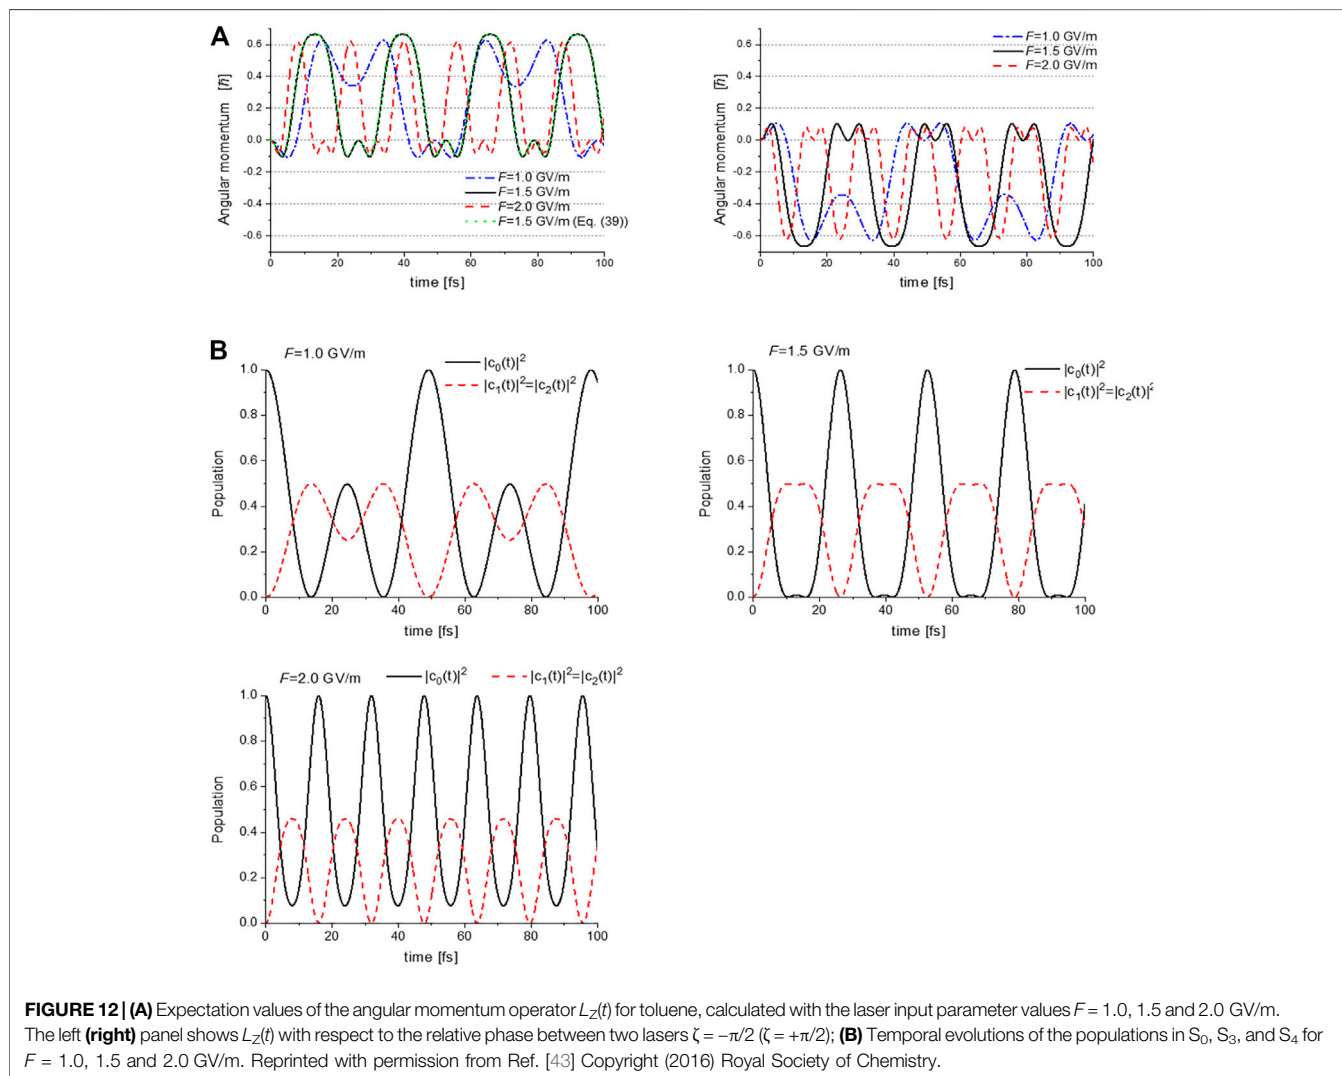 A
Angular momentum [ħ]
0.6
0.4
0.2
0.0
-0.2
-0.4
-0.6
F=1.0 GV/m
F=1.5 GV/m
F=2.0 GV/m
F=1.5 GV/m (Eq. (39))
0 20 40 60 80 100
time [fs]
Angular momentum [ħ]
0.6
0.4
0.2
0.0
-0.2
-0.4
-0.6
F=1.0 GV/m
F=1.5 GV/m
F=2.0 GV/m
0 20 40 60 80 100
time [fs]
B
F=1.0 GV/m
|c₀(t)|²
|c₁(t)|²=|c₂(t)|²
Population
1.0
0.8
0.6
0.4
0.2
0.0
0 20 40 60 80 100
time [fs]
F=1.5 GV/m
|c₀(t)|²
|c₁(t)|²=|c₂(t)|²
Population
1.0
0.8
0.6
0.4
0.2
0.0
0 20 40 60 80 100
time [fs]
F=2.0 GV/m |c₀(t)|² |c₁(t)|²=|c₂(t)|²
Population
1.0
0.8
0.6
0.4
0.2
0.0
0 20 40 60 80 100
time [fs]
FIGURE 12 | (A) Expectation values of the angular momentum operator L_Z(t) for toluene, calculated with the laser input parameter values F = 1.0, 1.5 and 2.0 GV/m.
The left (right) panel shows L_Z(t) with respect to the relative phase between two lasers ζ = −π/2 (ζ = +π/2); (B) Temporal evolutions of the populations in S₀, S₃, and S₄ for
F = 1.0, 1.5 and 2.0 GV/m. Reprinted with permission from Ref. [43] Copyright (2016) Royal Society of Chemistry.